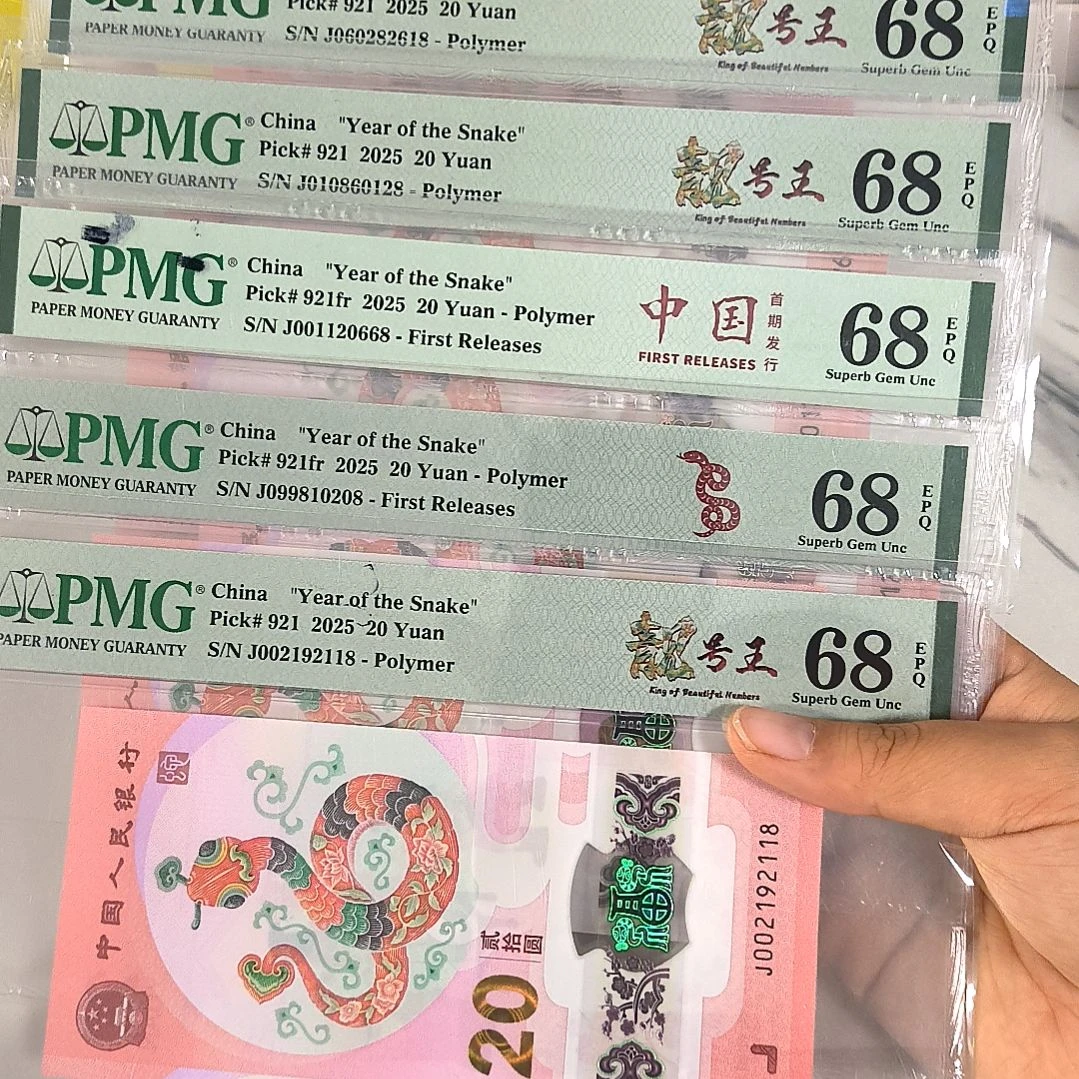 PMG
Pick# 921 2025 20 Yuan
PAPER MONEY GUARANTY
S/N J060282618 - Polymer
靓号王
King of Beautiful Numbers
68
EPQ
Superb Gem Unc
PMG®
China "Year of the Snake"
Pick# 921 2025 20 Yuan
PAPER MONEY GUARANTY
S/N J010860128 - Polymer
靓号王
King of Beautiful Numbers
68
EPQ
Superb Gem Unc
PMG®
China "Year of the Snake"
Pick# 921fr 2025 20 Yuan - Polymer
PAPER MONEY GUARANTY
S/N J001120668 - First Releases
中国
首期发行
FIRST RELEASES
68
EPQ
Superb Gem Unc
PMG®
China "Year of the Snake"
Pick# 921fr 2025 20 Yuan - Polymer
PAPER MONEY GUARANTY
S/N J099810208 - First Releases
68
EPQ
Superb Gem Unc
PMG®
China "Year of the Snake"
Pick# 921 2025 20 Yuan
PAPER MONEY GUARANTY
S/N J002192118 - Polymer
靓号王
King of Beautiful Numbers
68
EPQ
Superb Gem Unc
中国人民银行
贰拾圆
20
J002192118